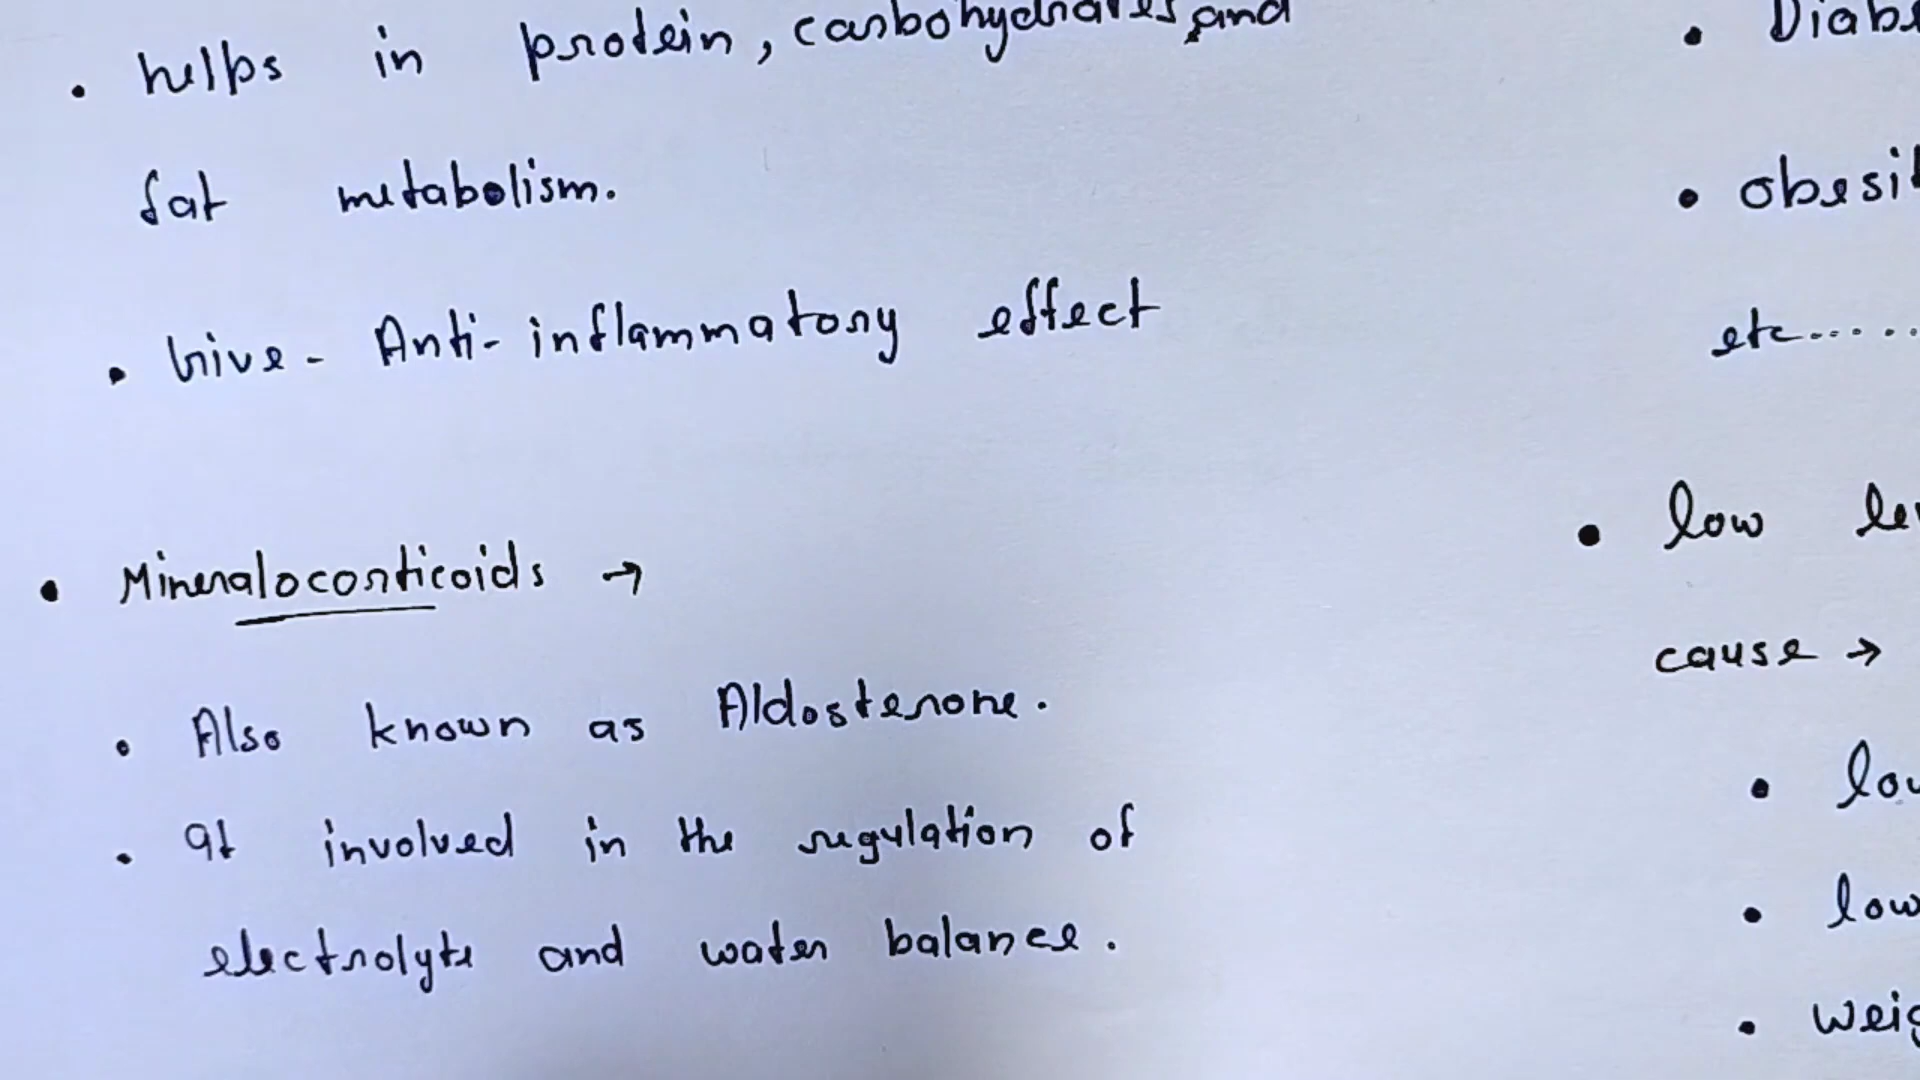 • helps in protein, carbohydrates and
fat metabolism.
• Give - Anti-inflammatory effect
• Mineralocorticoids →
• Also known as Aldosterone.
• It involved in the regulation of
electrolyte and water balance.
•
•
etc.....
• low
cause →
•
• low
•